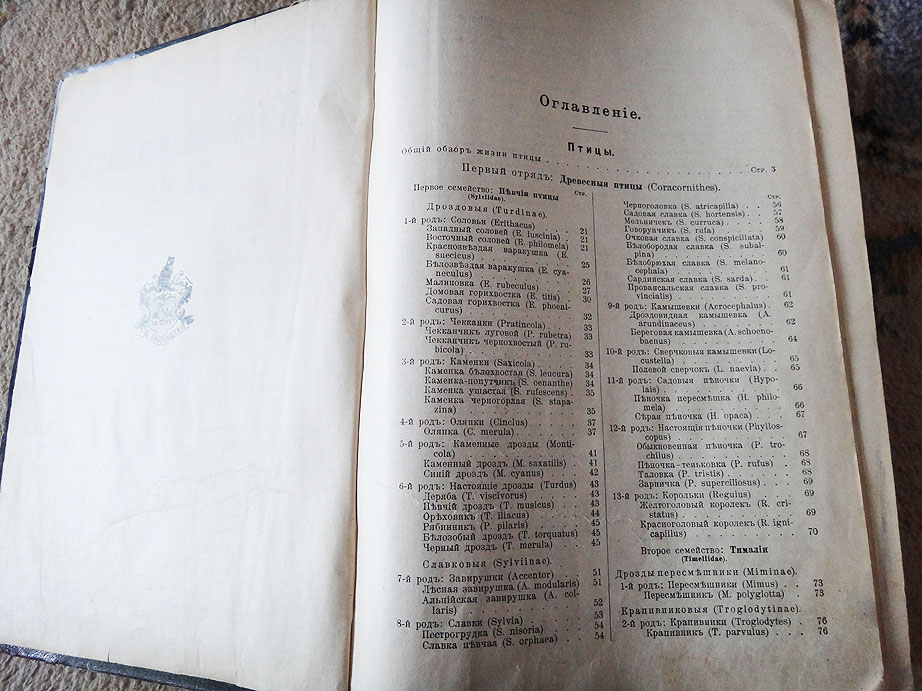 Оглавленіе.
Птицы.
Общій обзоръ жизни птицы . . . . . . . . . . . . Стр. 3
Первый отрядъ: Древесныя птицы (Coracornithes).
Первое семейство: Пѣвчія птицы Стр.
(Sylviidae).
Дроздовыя (Turdinae).
1-й родъ: Соловьи (Erithacus)
Западный соловей (E. luscinia) . . 21
Восточный соловей (E. philomela) 21
Краснозвѣздая варакушка (E. 21
suecicus) . . . . . . . .
Бѣлозвѣздая варакушка (E. cya- 25
neculus) . . . . . . . .
Малиновка (E. rubeculus) . . . 26
Домовая горихвостка (E. titis) . . 27
Садовая горихвостка (E. phoeni- 30
curus) . . . . . . . . 32
2-й родъ: Чекканки (Pratincola) . . 33
Чекканчик луговой (P. rubetra) 33
Чекканчик чернохвостый (P. ru-
bicola) . . . . . . . . 33
3-й родъ: Каменки (Saxicola) . . . 34
Каменка бѣлохвостая (S. leucura) 34
Каменка-попутчикъ (S. oenanthe) 34
Каменка ушастая (S. rufescens) . 35
Каменка черногорлая (S. stapa-
zina) . . . . . . . . 35
4-й родъ: Оляпки (Cinclus) . . . 37
Оляпка (C. merula) . . . . . 37
5-й родъ: Каменные дрозды (Monti-
cola) . . . . . . . . 41
Каменный дроздъ (M. saxatilis) . 41
Синій дроздъ (M. cyanus) . . . 42
6-й родъ: Настоящіе дрозды (Turdus) 43
Деряба (T. viscivorus) . . . . 43
Пѣвчій дроздъ (T. musicus) . . 43
Орѣховникъ (T. iliacus) . . . 44
Рябинникъ (P. pilaris) . . . . 45
Бѣлозобый дроздъ (T. torquatus) 45
Черный дроздъ (T. merula) . . . 45
Славковыя (Sylviinae).
7-й родъ: Завирушки (Accentor) . . 51
Лѣсная завирушка (A. modularis) 51
Альпійская завирушка (A. col-
laris) . . . . . . . . 52
8-й родъ: Славки (Sylvia) . . . . 53
Пестрогрудка (S. nisoria) . . . 54
Славка пѣвчая (S. orphaea) . . 54
Стр.
Черноголовка (S. atricapilla) . . 56
Садовая славка (S. hortensis) . . 57
Мельничекъ (S. curruca) . . . 58
Говорунчикъ (S. rufa) . . . . 59
Очковая славка (S. conspicillata) 60
Бѣлобородая славка (S. subal-
pina) . . . . . . . . 60
Бѣлобрюхая славка (S. melano-
cephala) . . . . . . . . 61
Сардинская славка (S. sarda) . . 61
Провансальская славка (S. pro-
vincialis) . . . . . . . . 61
9-й родъ: Камышевки (Acrocephalus) . 62
Дроздовидная камышевка (A.
arundinaceus) . . . . . . 62
Береговая камышевка (A. schoeno-
baenus) . . . . . . . . 64
10-й родъ: Сверчковыя камышевки (Lo-
custella) . . . . . . . . 65
Полевой сверчокъ (L. naevia) . . 65
11-й родъ: Садовыя пѣночки (Hypo-
lais) . . . . . . . . 66
Пѣночка пересмѣшка (H. philo-
mela) . . . . . . . . 66
Сѣрая пѣночка (H. opaca) . . . 67
12-й родъ: Настоящія пѣночки (Phyllos-
copus) . . . . . . . . 67
Обыкновенная пѣночка (P. tro-
chilus) . . . . . . . . 68
Пѣночка-теньковка (P. rufus) . . 68
Таловка (P. tristis) . . . . . 68
Зарничка (P. superciliosus) . . . 69
13-й родъ: Корольки (Regulus) . . . 69
Желтоголовый королекъ (R. cri-
status) . . . . . . . . 69
Красноголовый королекъ (R. igni-
capillus) . . . . . . . . 70
Второе семейство: Тималіи
(Timeliidae).
Дрозды пересмѣшники (Miminae).
1-й родъ: Пересмѣшники (Mimus) . . 73
Пересмѣшникъ (M. polyglotta) . . 73
Крапивниковыя (Troglodytinae).
2-й родъ: Крапивники (Troglodytes) . 76
Крапивникъ (T. parvulus) . . . 76